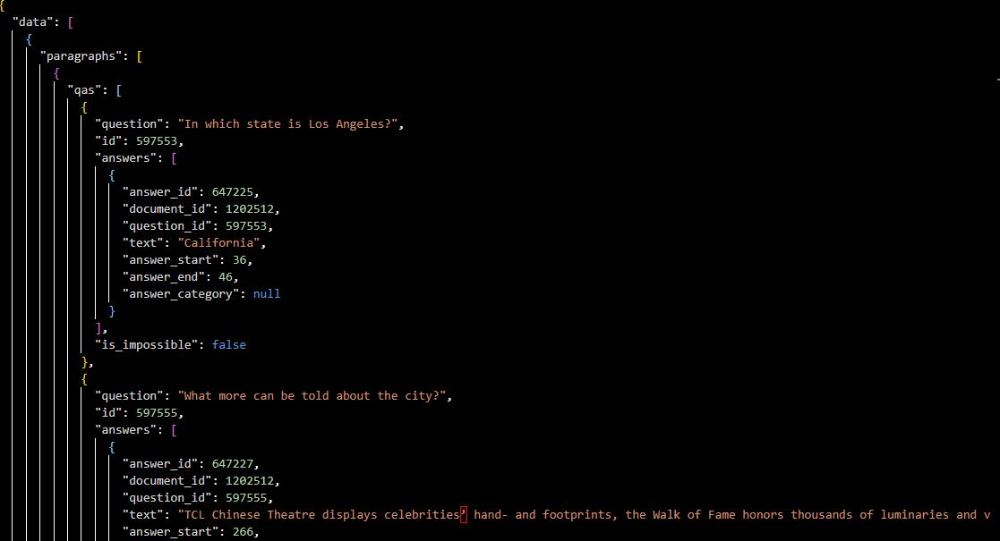 {
"data": [
{
"paragraphs": [
{
"qas": [
{
"question": "In which state is Los Angeles?",
"id": 597553,
"answers": [
{
"answer_id": 647225,
"document_id": 1202512,
"question_id": 597553,
"text": "California",
"answer_start": 36,
"answer_end": 46,
"answer_category": null
}
],
"is_impossible": false
},
{
"question": "What more can be told about the city?",
"id": 597555,
"answers": [
{
"answer_id": 647227,
"document_id": 1202512,
"question_id": 597555,
"text": "TCL Chinese Theatre displays celebrities’ hand- and footprints, the Walk of Fame honors thousands of luminaries and v
"answer_start": 266,